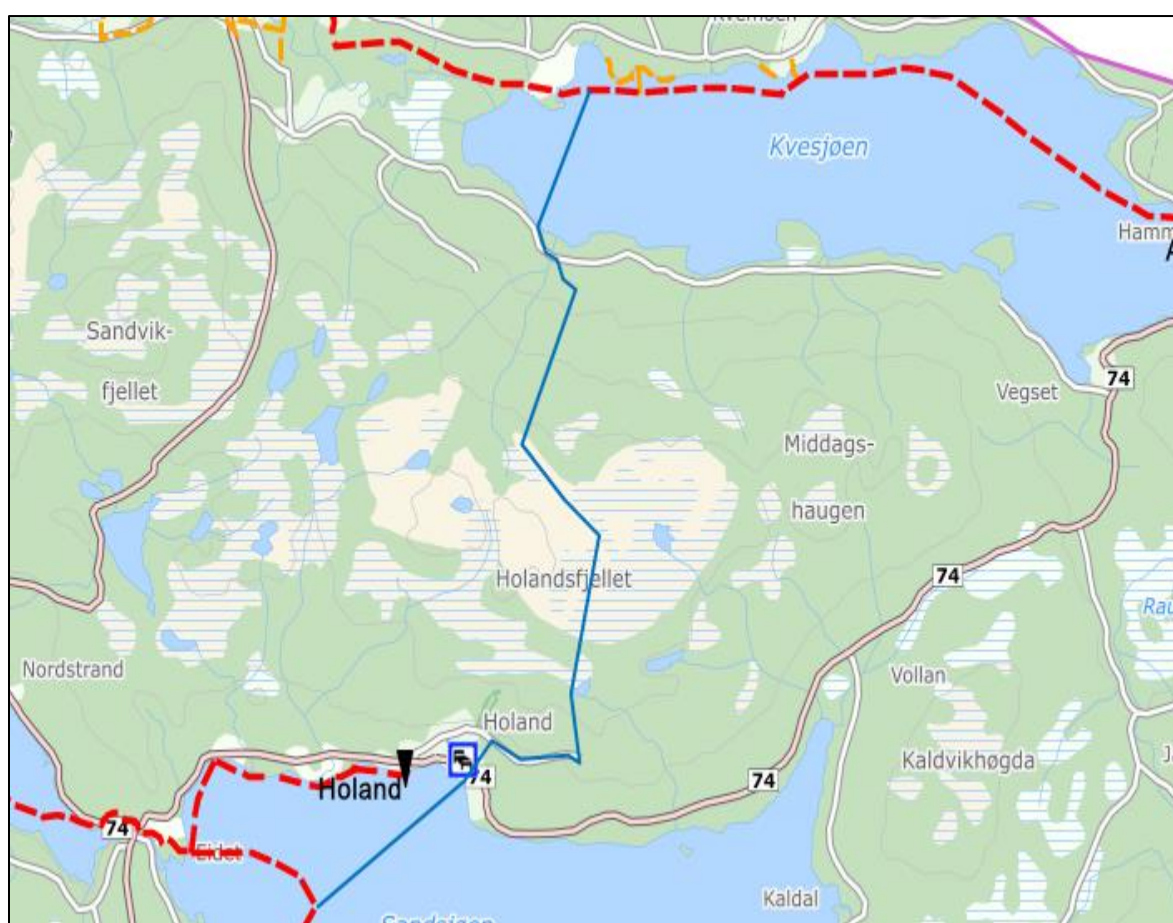 Kvesjøen
Sandvik-
fjellet
74
Vegset
Middags-
haugen
74
Holandsfjellet
Nordstrand
Vollan
Holand
Kaldvikhøgda
Holand
74
74
74
Eidet
Kaldal